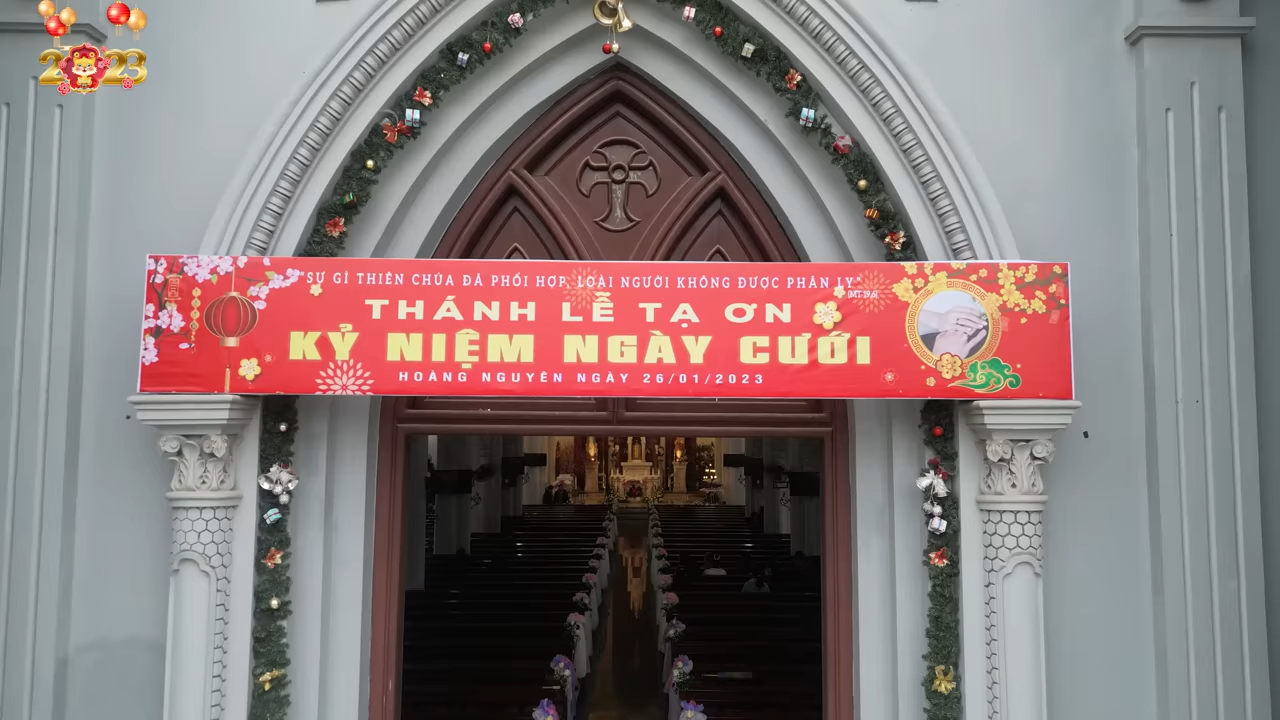 2023
"SỰ GÌ THIÊN CHÚA ĐÃ PHỐI HỢP, LOÀI NGƯỜI KHÔNG ĐƯỢC PHÂN LY"
(MT 19,6)
THÁNH LỄ TẠ ƠN
KỶ NIỆM NGÀY CƯỚI
HOÀNG NGUYÊN NGÀY 26/01/2023